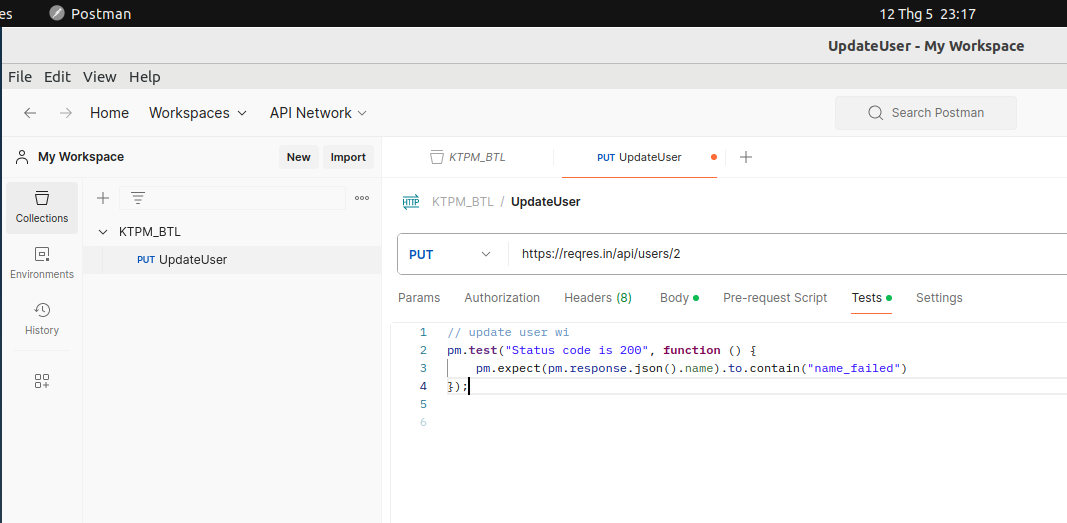 es Postman 12 Thg 5 23:17
UpdateUser - My Workspace
File Edit View Help
Home Workspaces API Network Search Postman
My Workspace New Import
KTPM_BTL PUT UpdateUser
Collections
KTPM_BTL / UpdateUser
HTTP
KTPM_BTL
PUT UpdateUser
Environments
History
PUT https://reqres.in/api/users/2
Params Authorization Headers (8) Body Pre-request Script Tests Settings
1 // update user wi
2 pm.test("Status code is 200", function () {
3 pm.expect(pm.response.json().name).to.contain("name_failed")
4 });
5
6